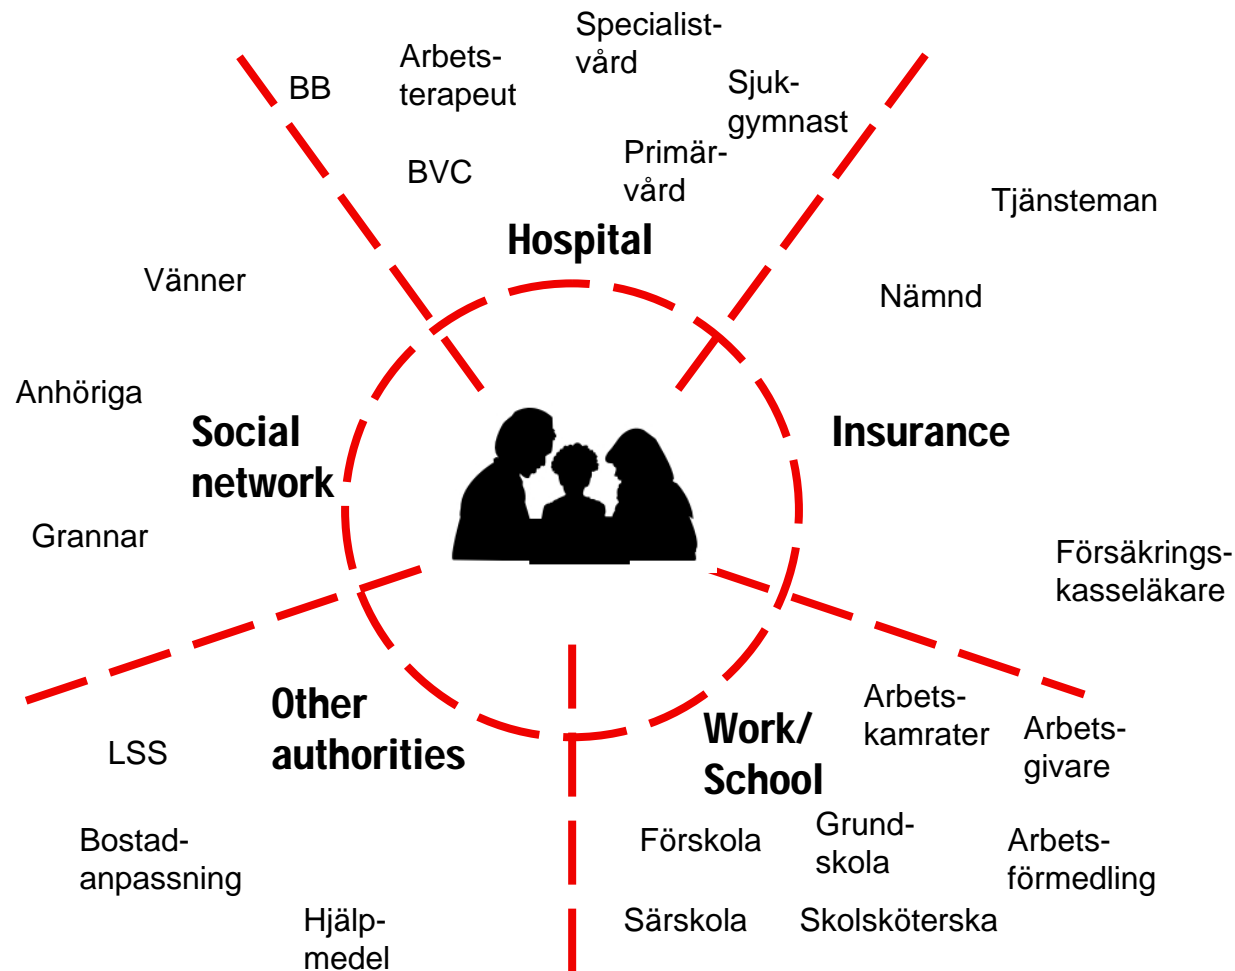 BB
Arbets-
terapeut
Specialist-
vård
Sjuk-
gymnast
BVC
Primär-
vård
Hospital
Tjänsteman
Nämnd
Insurance
Försäkrings-
kasseläkare
Vänner
Anhöriga
Social
network
Grannar
Other
authorities
LSS
Bostad-
anpassning
Hjälp-
medel
Work/
School
Arbets-
kamrater
Arbets-
givare
Förskola
Grund-
skola
Arbets-
förmedling
Särskola
Skolsköterska